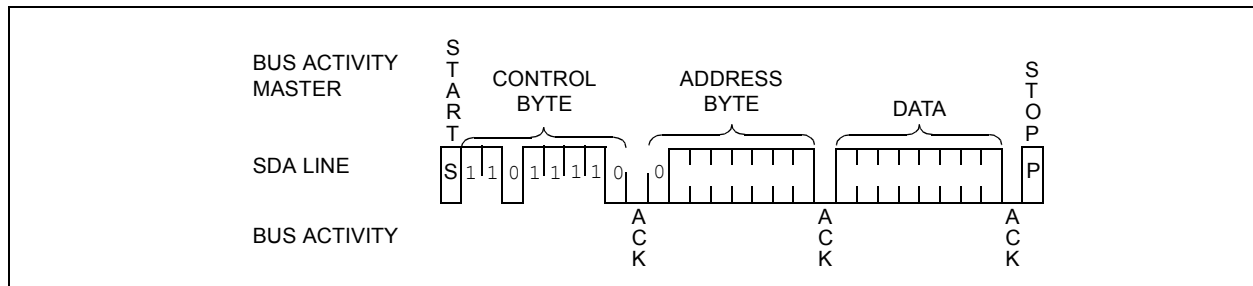 BUS ACTIVITY
MASTER
START
CONTROL
BYTE
ADDRESS
BYTE
DATA
STOP
SDA LINE
S 1 1 0 1 1 1 1 0 0 P
BUS ACTIVITY
ACK
ACK
ACK